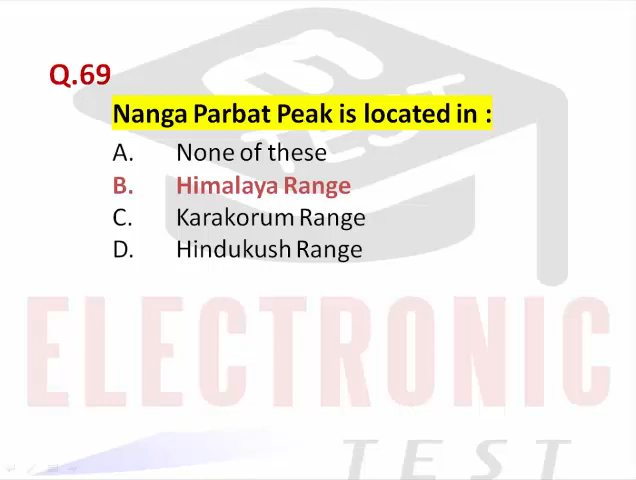 Q.69
Nanga Parbat Peak is located in :
A. None of these
B. Himalaya Range
C. Karakorum Range
D. Hindukush Range
ELECTRONIC
TEST